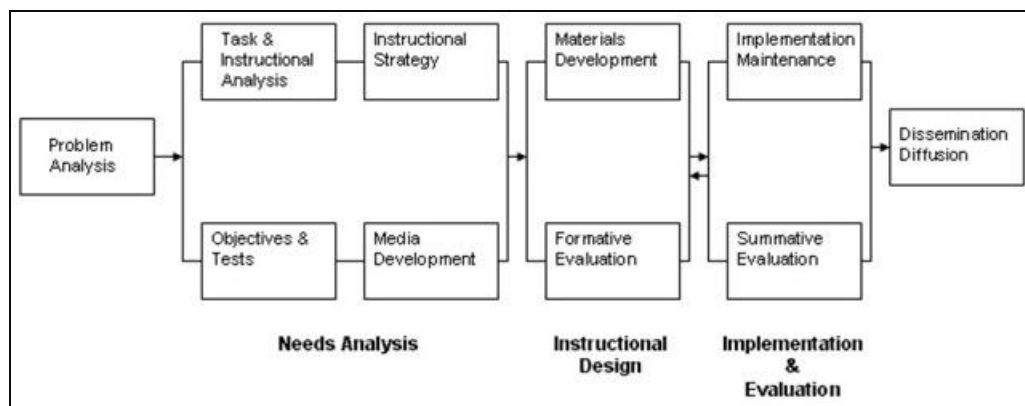 Task &
Instructional
Analysis
Instructional
Strategy
Materials
Development
Implementation
Maintenance
Problem
Analysis
Dissemination
Diffusion
Objectives &
Tests
Media
Development
Formative
Evaluation
Summative
Evaluation
Needs Analysis
Instructional
Design
Implementation
&
Evaluation